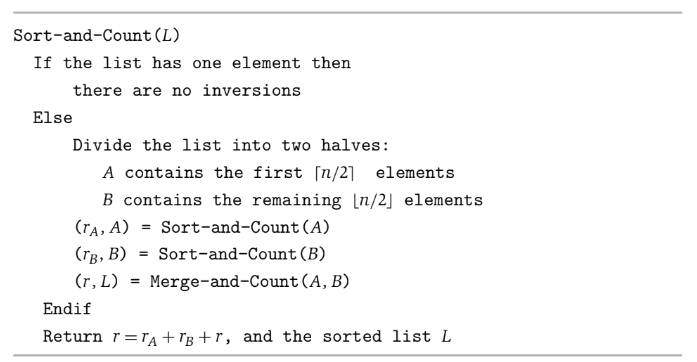 Sort-and-Count(L)
If the list has one element then
there are no inversions
Else
Divide the list into two halves:
A contains the first ⌈n/2⌉ elements
B contains the remaining ⌊n/2⌋ elements
(r_A, A) = Sort-and-Count(A)
(r_B, B) = Sort-and-Count(B)
(r, L) = Merge-and-Count(A, B)
Endif
Return r = r_A + r_B + r, and the sorted list L